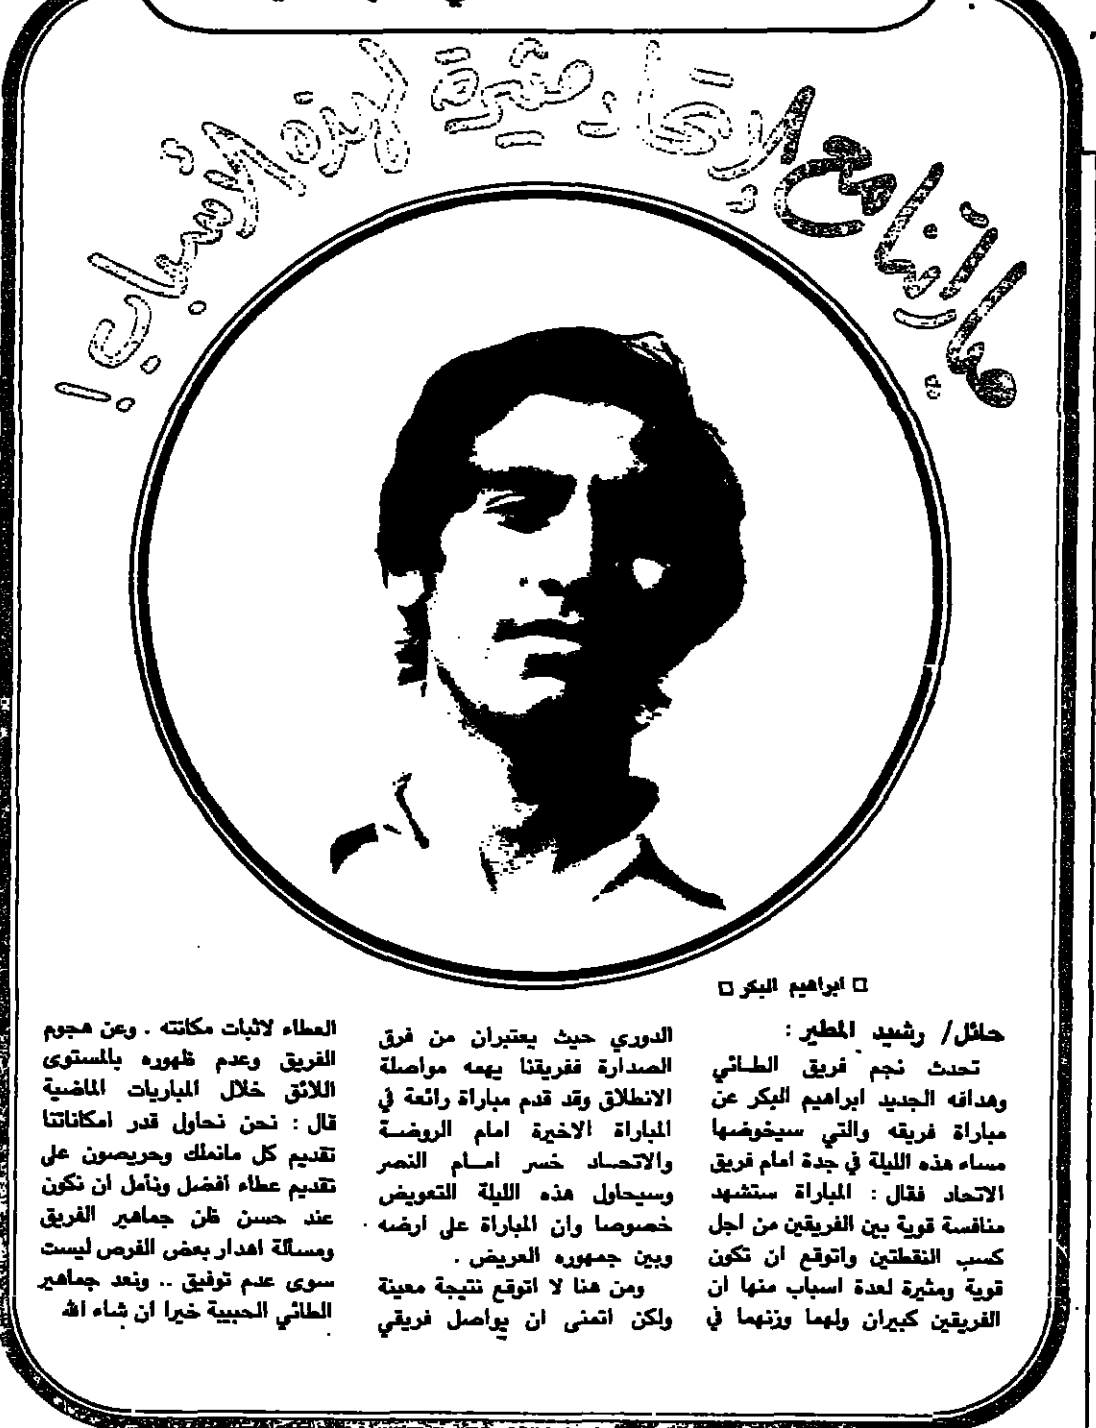 مباراتنا مع الاتحاد مثيرة لهذه الأسباب!
□ ابراهيم البكر □
حائل/ رشيد المطير :
تحدث نجم فريق الطـائي
وهدافه الجديد ابراهيم البكر عن
مباراة فريقه والتي سيخوضها
مساء هذه الليلة في جدة امام فريق
الاتحاد فقال : المباراة ستشهد
منافسة قوية بين الفريقين من اجل
كسب النقطتين واتوقع ان تكون
قوية ومثيرة لعدة اسباب منها ان
الفريقين كبيران ولهما وزنهما في
الدوري حيث يعتبران من فرق
الصدارة ففريقنا يهمه مواصلة
الانطلاق وقد قدم مباراة رائعة في
المباراة الاخيرة امام الروضـة
والاتحـاد خسر امـام النصر
وسيحاول هذه الليلة التعويض
خصوصا وان المباراة على ارضه
وبين جمهوره العريض .
ومن هنا لا اتوقع نتيجة معينة
ولكن اتمنى ان يواصل فريقي
العطاء لاثبات مكانته . وعن هجوم
الفريق وعدم ظهوره بالمستوى
اللائق خلال المباريات الماضية
قال : نحن نحاول قدر امكاناتنا
تقديم كل مانملك وحريصون على
تقديم عطاء افضل ونأمل ان نكون
عند حسن ظن جماهير الفريق
ومسألة اهدار بعض الفرص ليست
سوى عدم توفيق .. ونعد جماهير
الطائي الحبيبة خيرا ان شاء الله